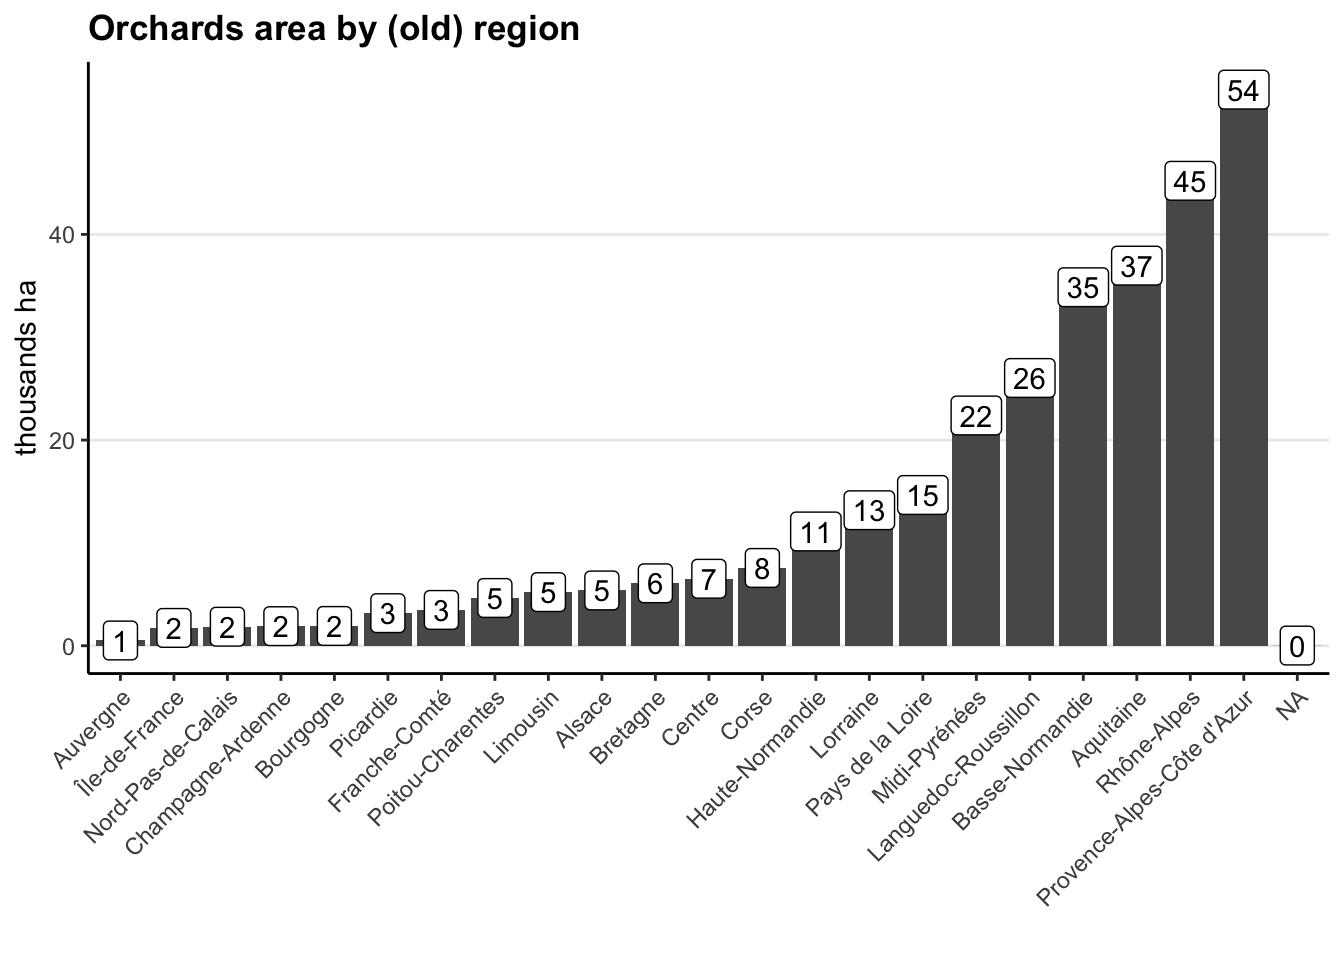 Orchards area by (old) region
thousands ha
40
20
0
1
2
2
2
2
3
3
5
5
5
6
7
8
11
13
15
22
26
35
37
45
54
0
Auvergne
Île-de-France
Nord-Pas-de-Calais
Champagne-Ardenne
Bourgogne
Picardie
Franche-Comté
Poitou-Charentes
Limousin
Alsace
Bretagne
Centre
Corse
Haute-Normandie
Lorraine
Pays de la Loire
Midi-Pyrénées
Languedoc-Roussillon
Basse-Normandie
Aquitaine
Rhône-Alpes
Provence-Alpes-Côte d'Azur
NA